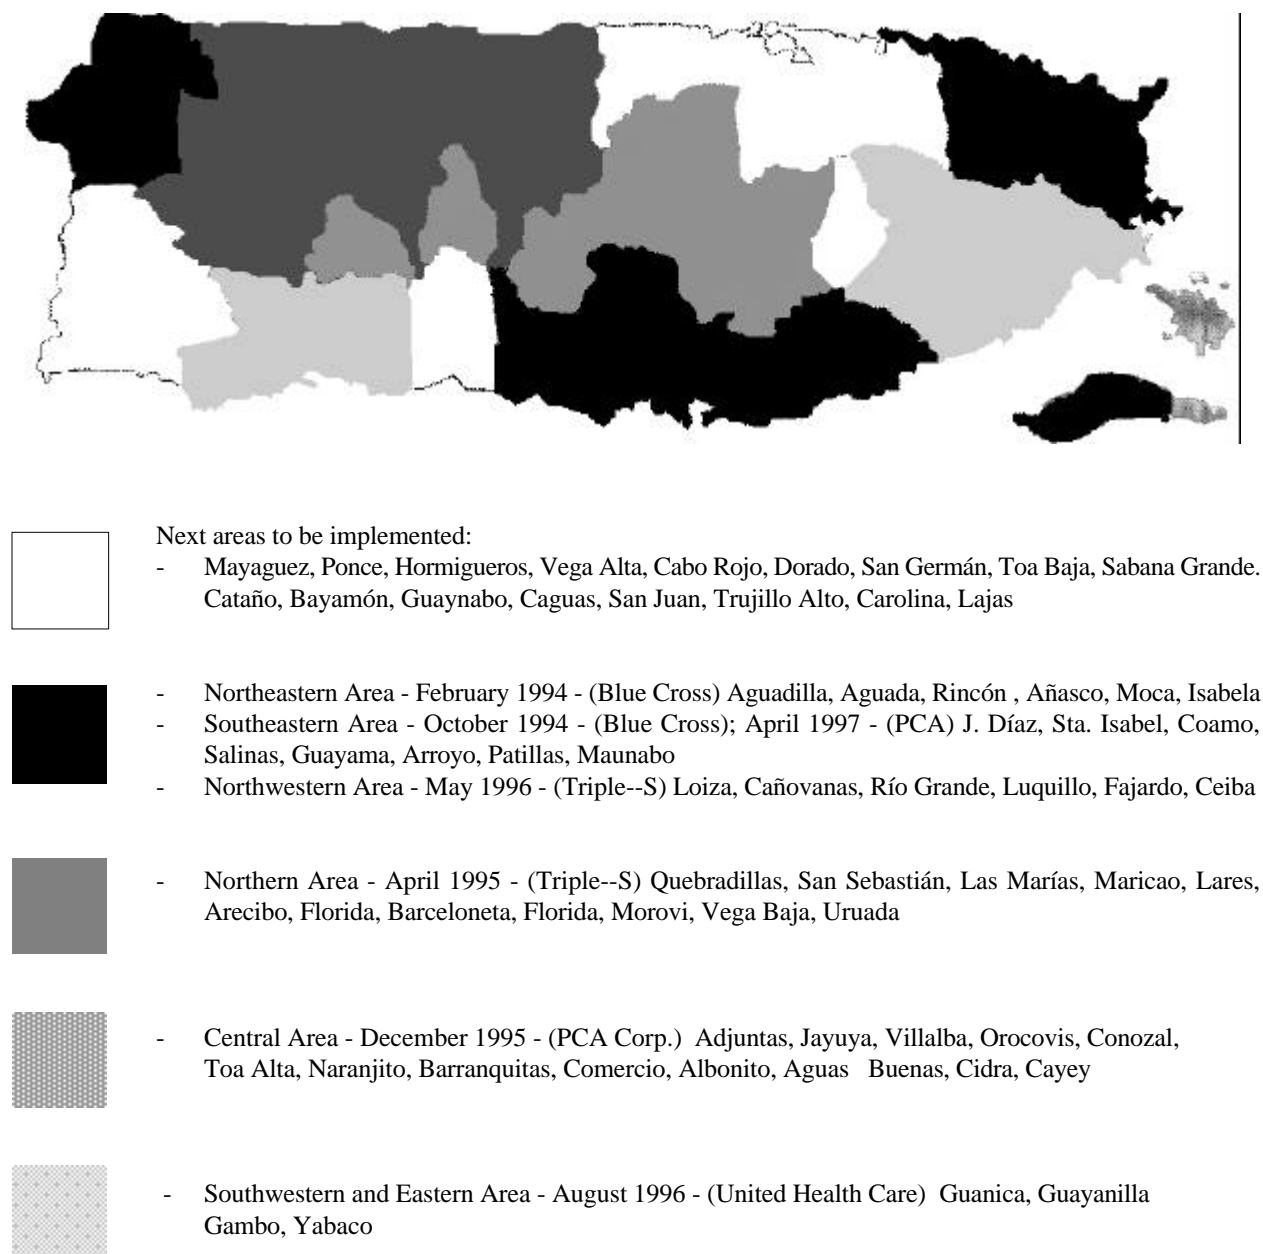 Next areas to be implemented:
- Mayaguez, Ponce, Hormigueros, Vega Alta, Cabo Rojo, Dorado, San Germán, Toa Baja, Sabana Grande.
Cataño, Bayamón, Guaynabo, Caguas, San Juan, Trujillo Alto, Carolina, Lajas
- Northeastern Area - February 1994 - (Blue Cross) Aguadilla, Aguada, Rincón , Añasco, Moca, Isabela
- Southeastern Area - October 1994 - (Blue Cross); April 1997 - (PCA) J. Díaz, Sta. Isabel, Coamo,
Salinas, Guayama, Arroyo, Patillas, Maunabo
- Northwestern Area - May 1996 - (Triple--S) Loiza, Cañovanas, Río Grande, Luquillo, Fajardo, Ceiba
- Northern Area - April 1995 - (Triple--S) Quebradillas, San Sebastián, Las Marías, Maricao, Lares,
Arecibo, Florida, Barceloneta, Florida, Morovi, Vega Baja, Uruada
- Central Area - December 1995 - (PCA Corp.) Adjuntas, Jayuya, Villalba, Orocovis, Conozal,
Toa Alta, Naranjito, Barranquitas, Comercio, Albonito, Aguas Buenas, Cidra, Cayey
- Southwestern and Eastern Area - August 1996 - (United Health Care) Guanica, Guayanilla
Gambo, Yabaco